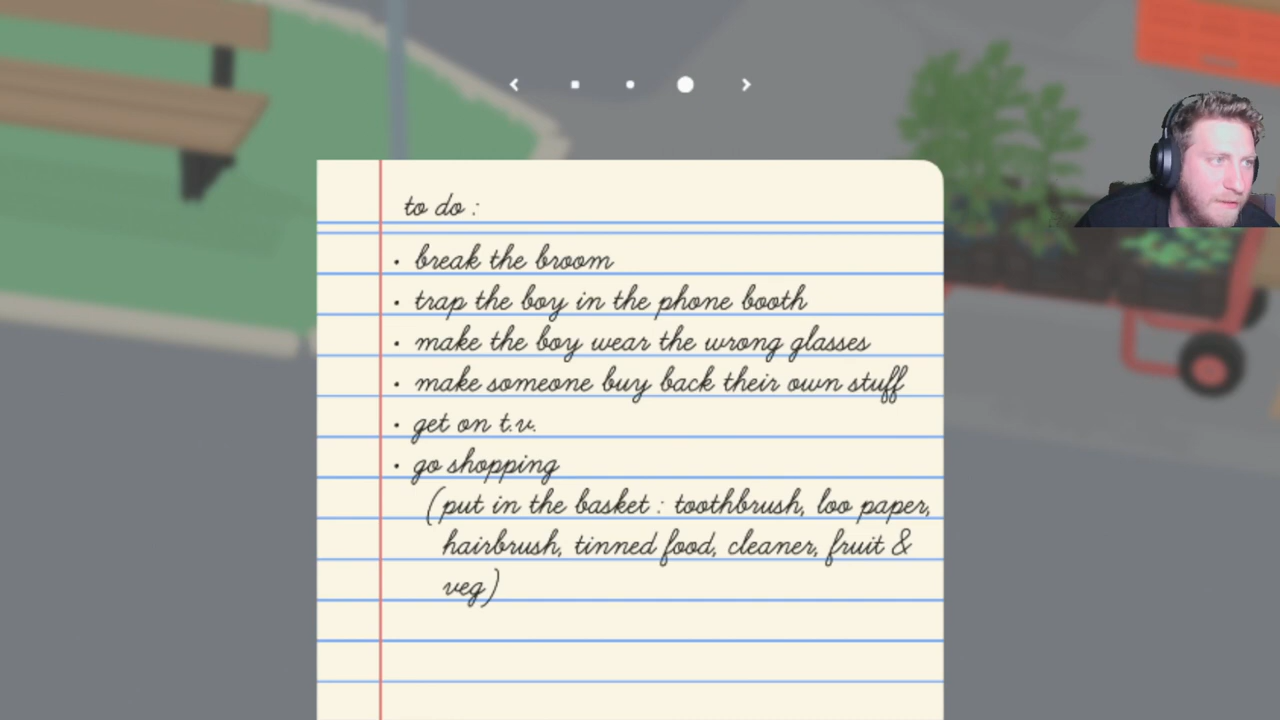 to do :
• break the broom
• trap the boy in the phone booth
• make the boy wear the wrong glasses
• make someone buy back their own stuff
• get on t.v.
• go shopping
(put in the basket : toothbrush, loo paper,
hairbrush, tinned food, cleaner, fruit &
veg)